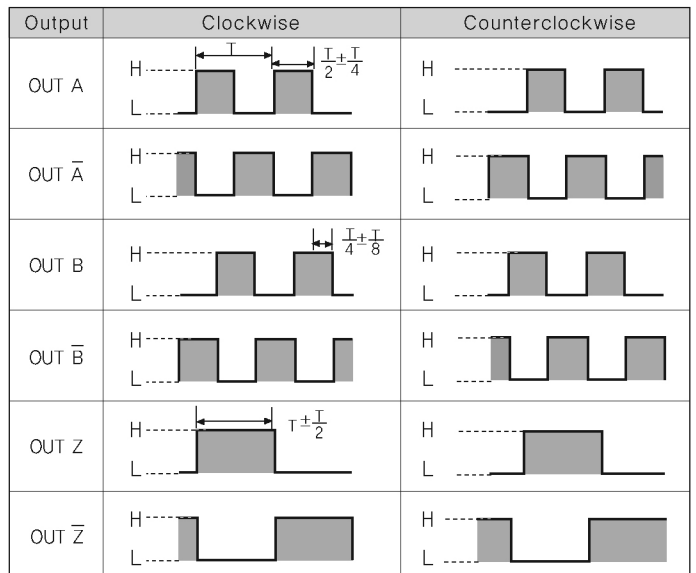 Output Clockwise Counterclockwise
OUT A H L T T/2±T/4 H L
OUT A̅ H L H L
OUT B H L T/4±T/8 H L
OUT B̅ H L H L
OUT Z H L T±T/2 H L
OUT Z̅ H L H L